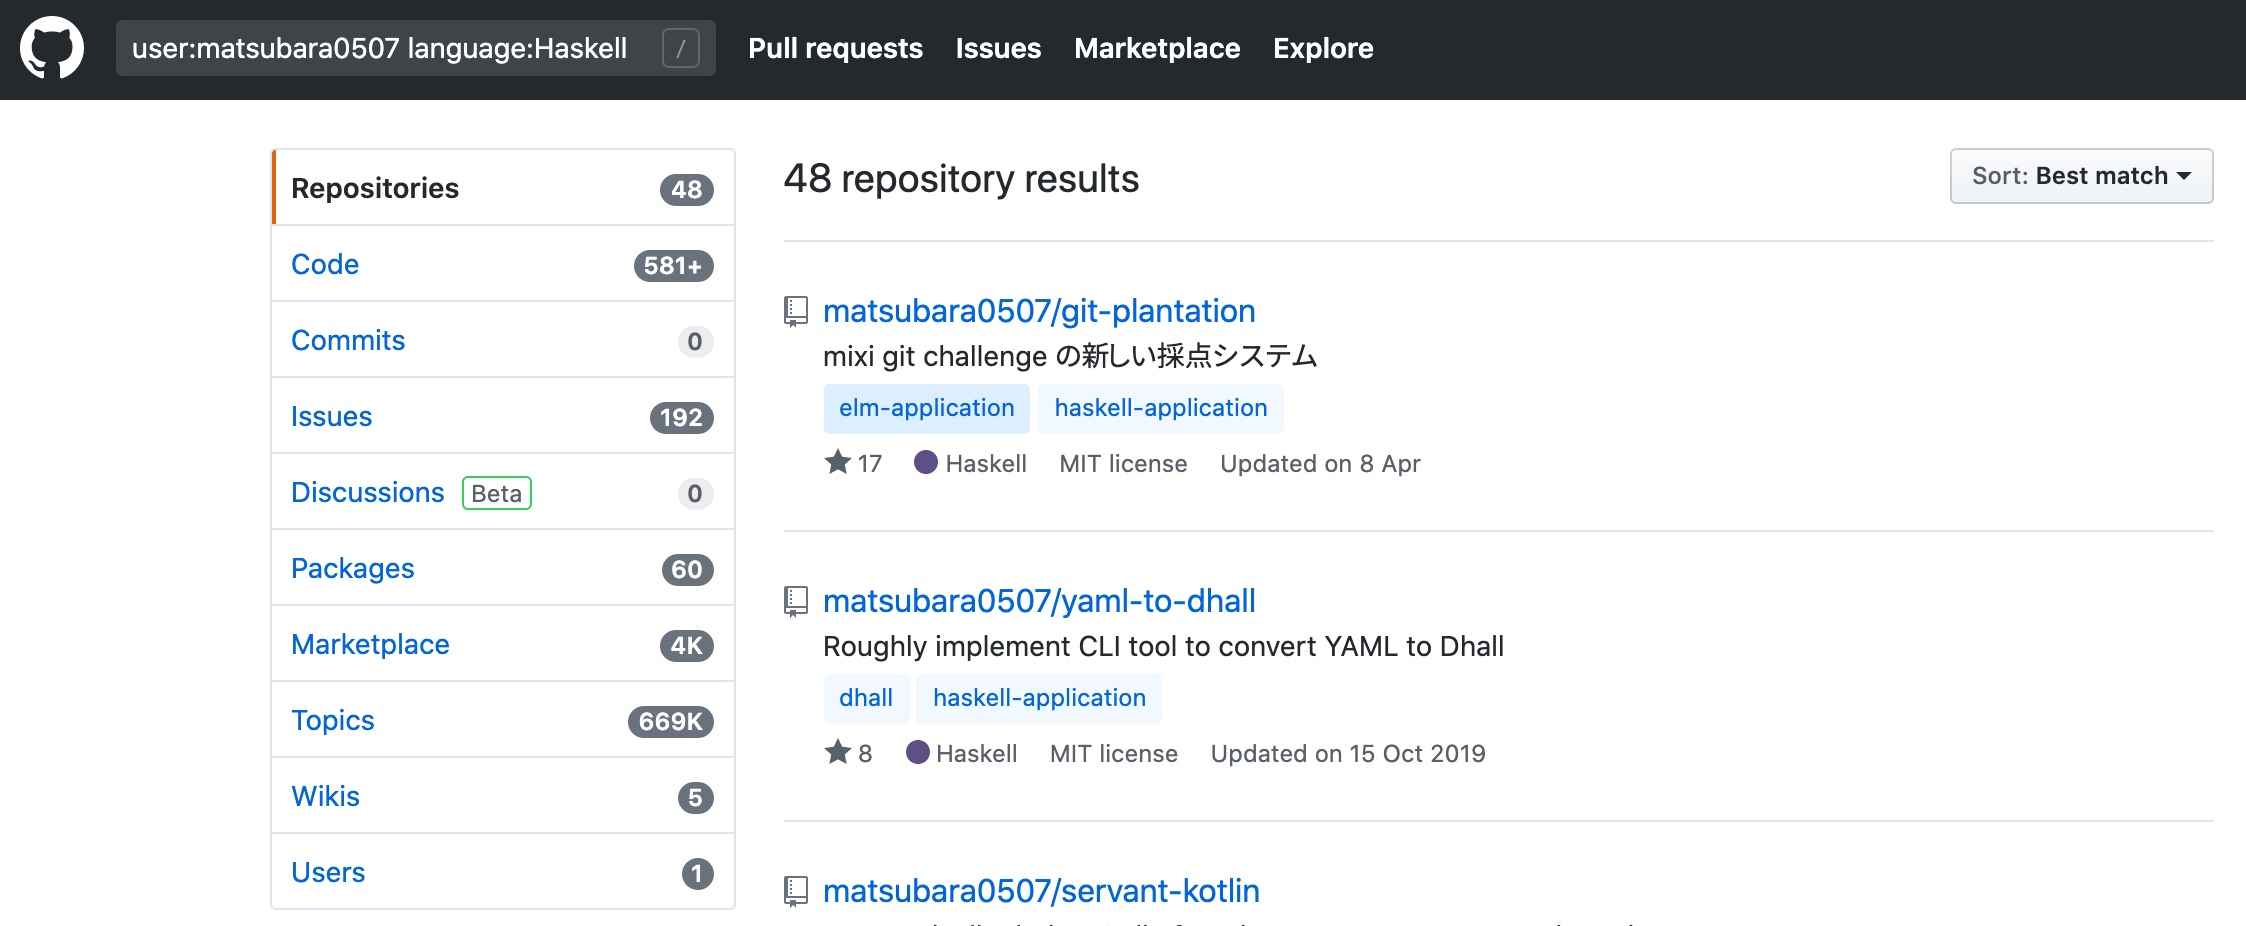 user:matsubara0507 language:Haskell / Pull requests Issues Marketplace Explore
Repositories 48
Code 581+
Commits 0
Issues 192
Discussions Beta 0
Packages 60
Marketplace 4K
Topics 669K
Wikis 5
Users 1
48 repository results
Sort: Best match
matsubara0507/git-plantation
mixi git challenge の新しい採点システム
elm-application haskell-application
17 Haskell MIT license Updated on 8 Apr
matsubara0507/yaml-to-dhall
Roughly implement CLI tool to convert YAML to Dhall
dhall haskell-application
8 Haskell MIT license Updated on 15 Oct 2019
matsubara0507/servant-kotlin